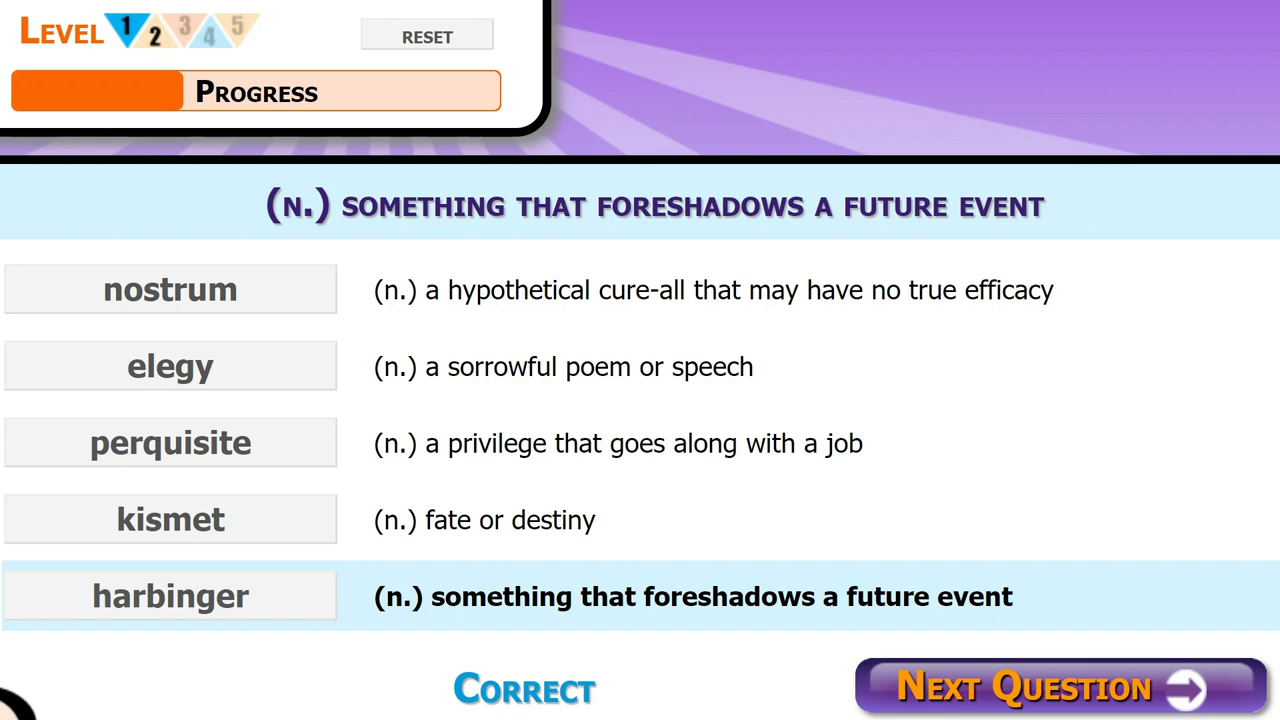 LEVEL 1 2 3 4 5
RESET
PROGRESS
(N.) SOMETHING THAT FORESHADOWS A FUTURE EVENT
nostrum (n.) a hypothetical cure-all that may have no true efficacy
elegy (n.) a sorrowful poem or speech
perquisite (n.) a privilege that goes along with a job
kismet (n.) fate or destiny
harbinger (n.) something that foreshadows a future event
CORRECT
NEXT QUESTION